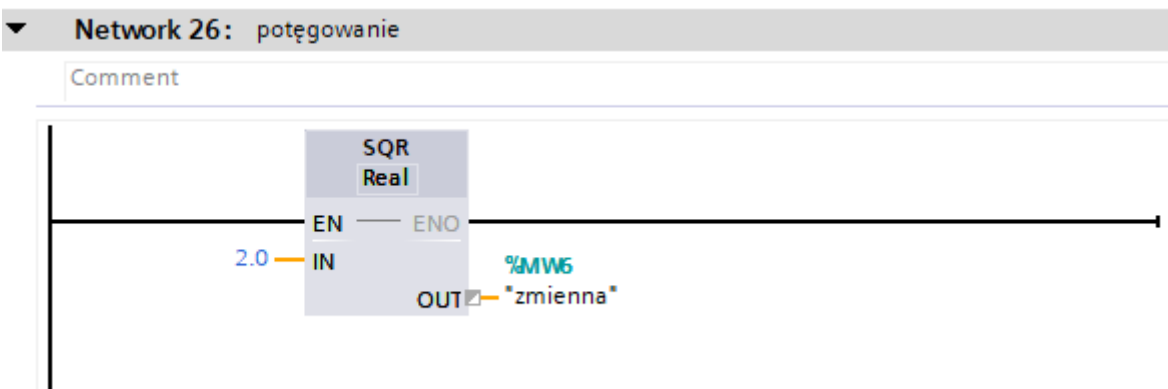 Network 26: potęgowanie
Comment
SQR
Real
EN ENO
2.0 IN
%MW6
OUT "zmienna"